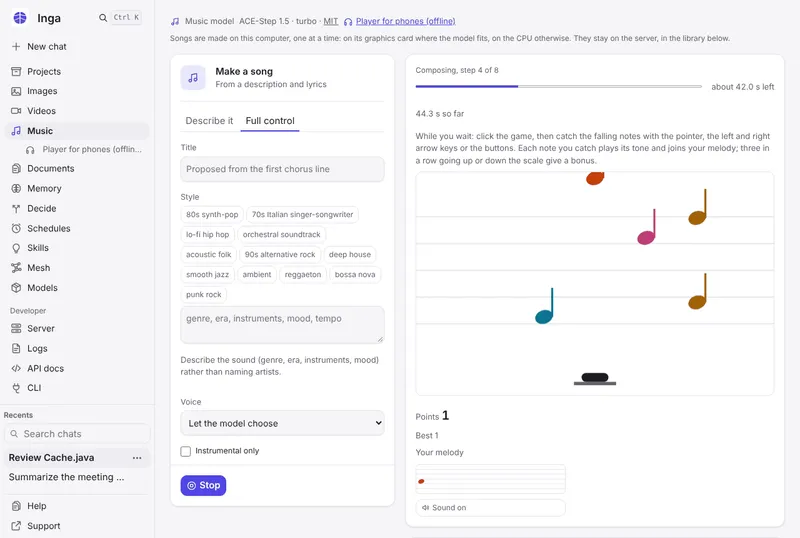 Inga
Ctrl K
New chat
Projects
Images
Videos
Music
Player for phones (offlin...
Documents
Memory
Decide
Schedules
Skills
Mesh
Models
Developer
Server
Logs
API docs
CLI
Recents
Search chats
Review Cache.java
Summarize the meeting ...
Help
Support
Music model ACE-Step 1.5 · turbo · MIT Player for phones (offline)
Songs are made on this computer, one at a time: on its graphics card where the model fits, on the CPU otherwise. They stay on the server, in the library below.
Make a song
From a description and lyrics
Describe it Full control
Title
Proposed from the first chorus line
Style
80s synth-pop 70s Italian singer-songwriter
lo-fi hip hop orchestral soundtrack
acoustic folk 90s alternative rock deep house
smooth jazz ambient reggaeton bossa nova
punk rock
genre, era, instruments, mood, tempo
Describe the sound (genre, era, instruments, mood)
rather than naming artists.
Voice
Let the model choose
Instrumental only
Stop
Composing, step 4 of 8
about 42.0 s left
44.3 s so far
While you wait: click the game, then catch the falling notes with the pointer, the left and right
arrow keys or the buttons. Each note you catch plays its tone and joins your melody; three in
a row going up or down the scale give a bonus.
Points 1
Best 1
Your melody
Sound on